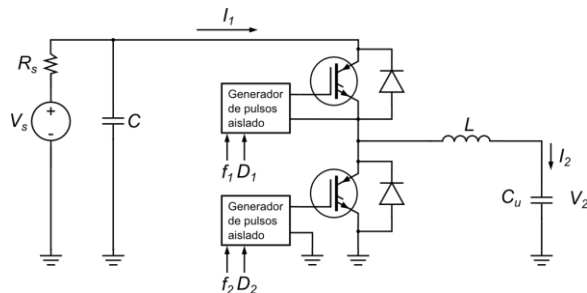 I1
Rs
Vs
+
-
C
Generador
de pulsos
aislado
f1 D1
L
I2
Cu
V2
Generador
de pulsos
aislado
f2 D2